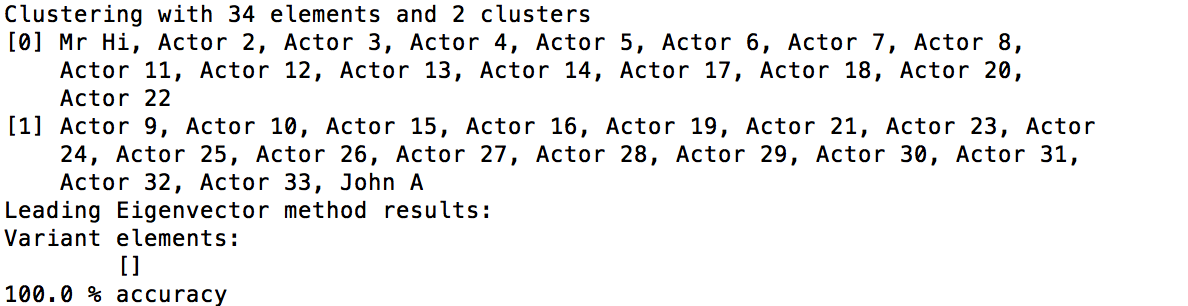 Clustering with 34 elements and 2 clusters
[0] Mr Hi, Actor 2, Actor 3, Actor 4, Actor 5, Actor 6, Actor 7, Actor 8,
    Actor 11, Actor 12, Actor 13, Actor 14, Actor 17, Actor 18, Actor 20,
    Actor 22
[1] Actor 9, Actor 10, Actor 15, Actor 16, Actor 19, Actor 21, Actor 23, Actor
    24, Actor 25, Actor 26, Actor 27, Actor 28, Actor 29, Actor 30, Actor 31,
    Actor 32, Actor 33, John A
Leading Eigenvector method results:
Variant elements:
        []
100.0 % accuracy